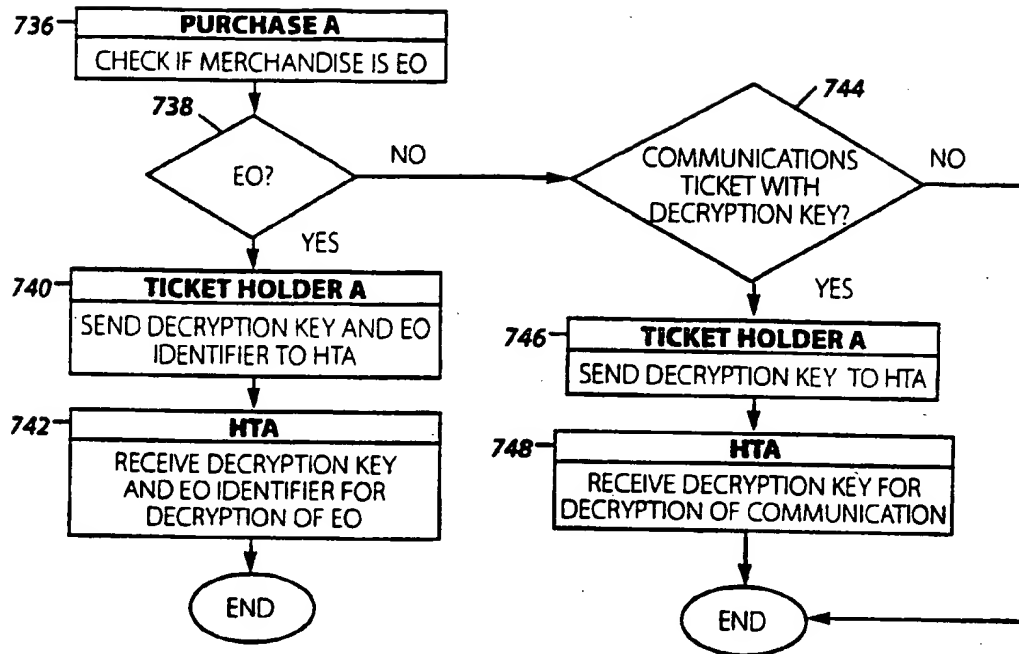 736
PURCHASE A
CHECK IF MERCHANDISE IS EO
738
EO?
NO
YES
740
TICKET HOLDER A
SEND DECRYPTION KEY AND EO
IDENTIFIER TO HTA
742
HTA
RECEIVE DECRYPTION KEY
AND EO IDENTIFIER FOR
DECRYPTION OF EO
END
744
COMMUNICATIONS
TICKET WITH
DECRYPTION KEY?
NO
YES
746
TICKET HOLDER A
SEND DECRYPTION KEY TO HTA
748
HTA
RECEIVE DECRYPTION KEY FOR
DECRYPTION OF COMMUNICATION
END